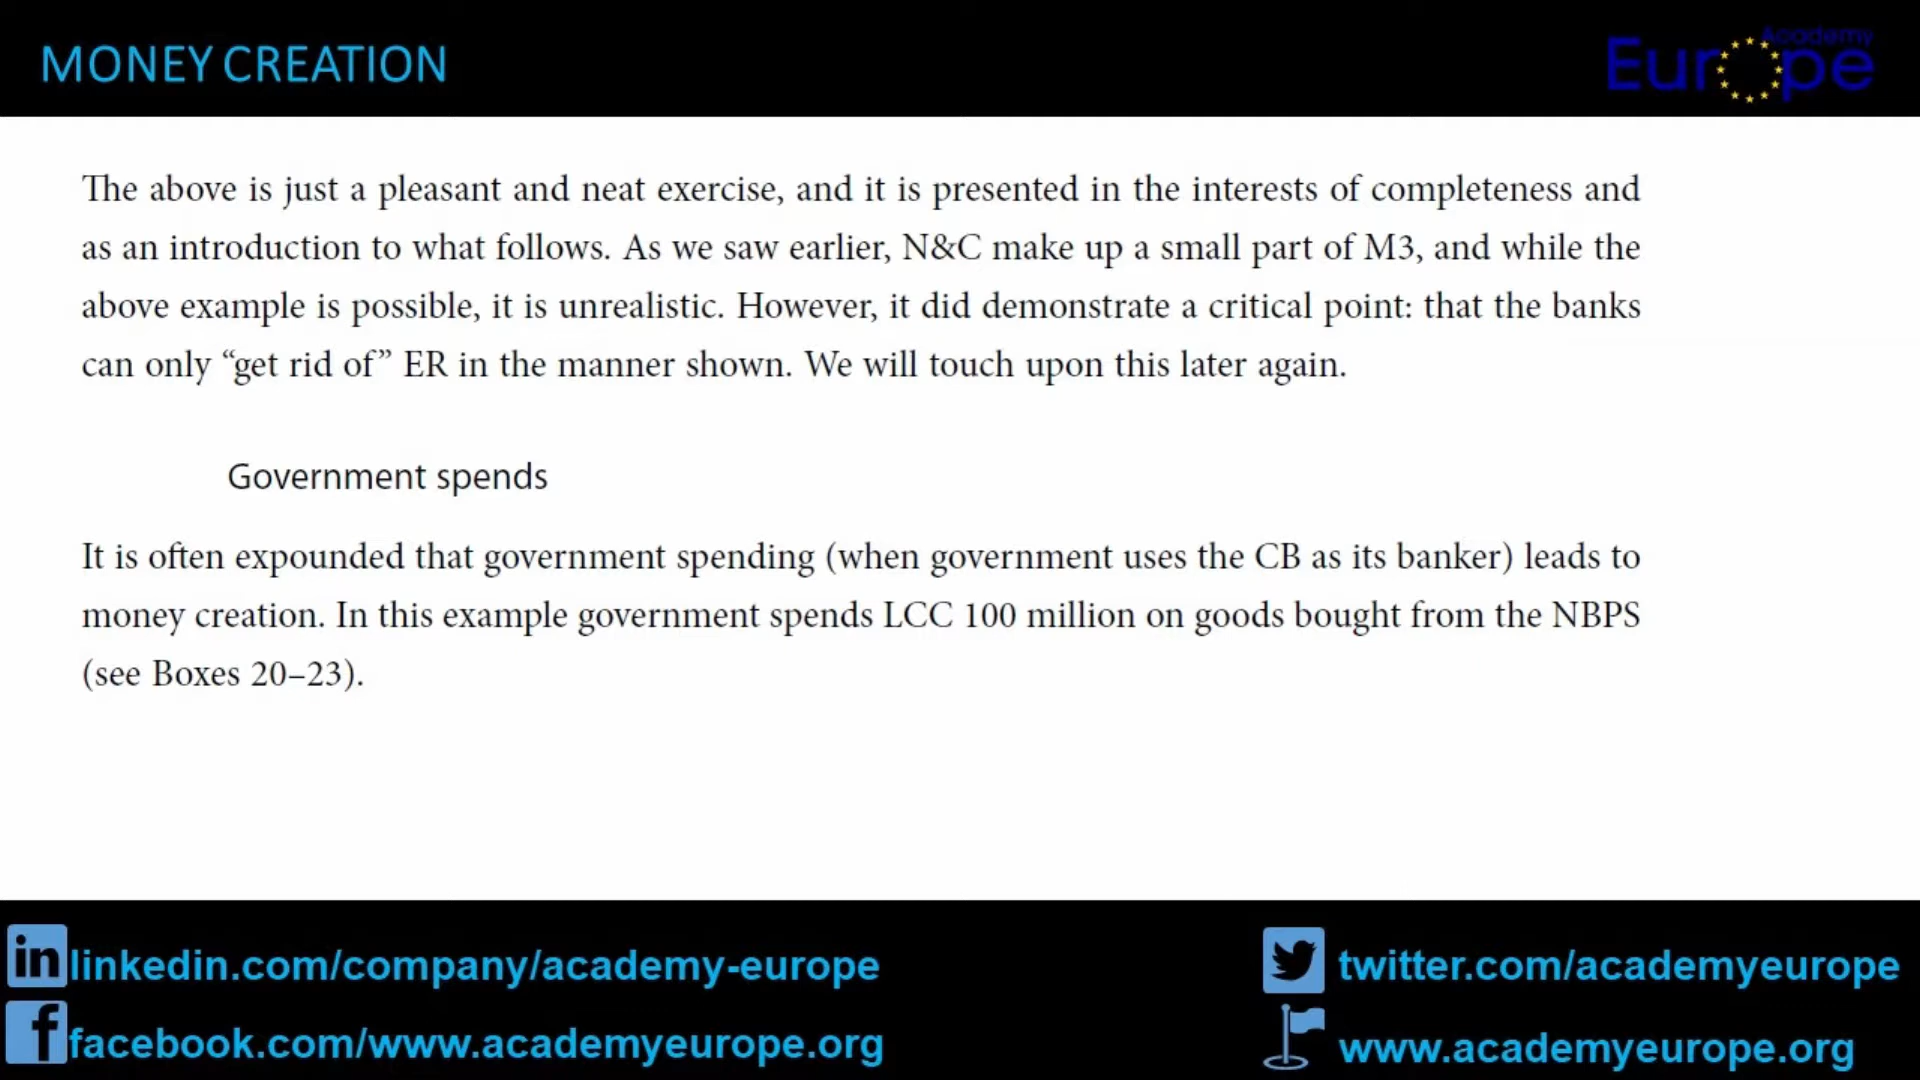 MONEY CREATION
Academy
Europe
The above is just a pleasant and neat exercise, and it is presented in the interests of completeness and
as an introduction to what follows. As we saw earlier, N&C make up a small part of M3, and while the
above example is possible, it is unrealistic. However, it did demonstrate a critical point: that the banks
can only “get rid of” ER in the manner shown. We will touch upon this later again.
Government spends
It is often expounded that government spending (when government uses the CB as its banker) leads to
money creation. In this example government spends LCC 100 million on goods bought from the NBPS
(see Boxes 20–23).
in linkedin.com/company/academy-europe
twitter.com/academyeurope
f facebook.com/www.academyeurope.org
www.academyeurope.org